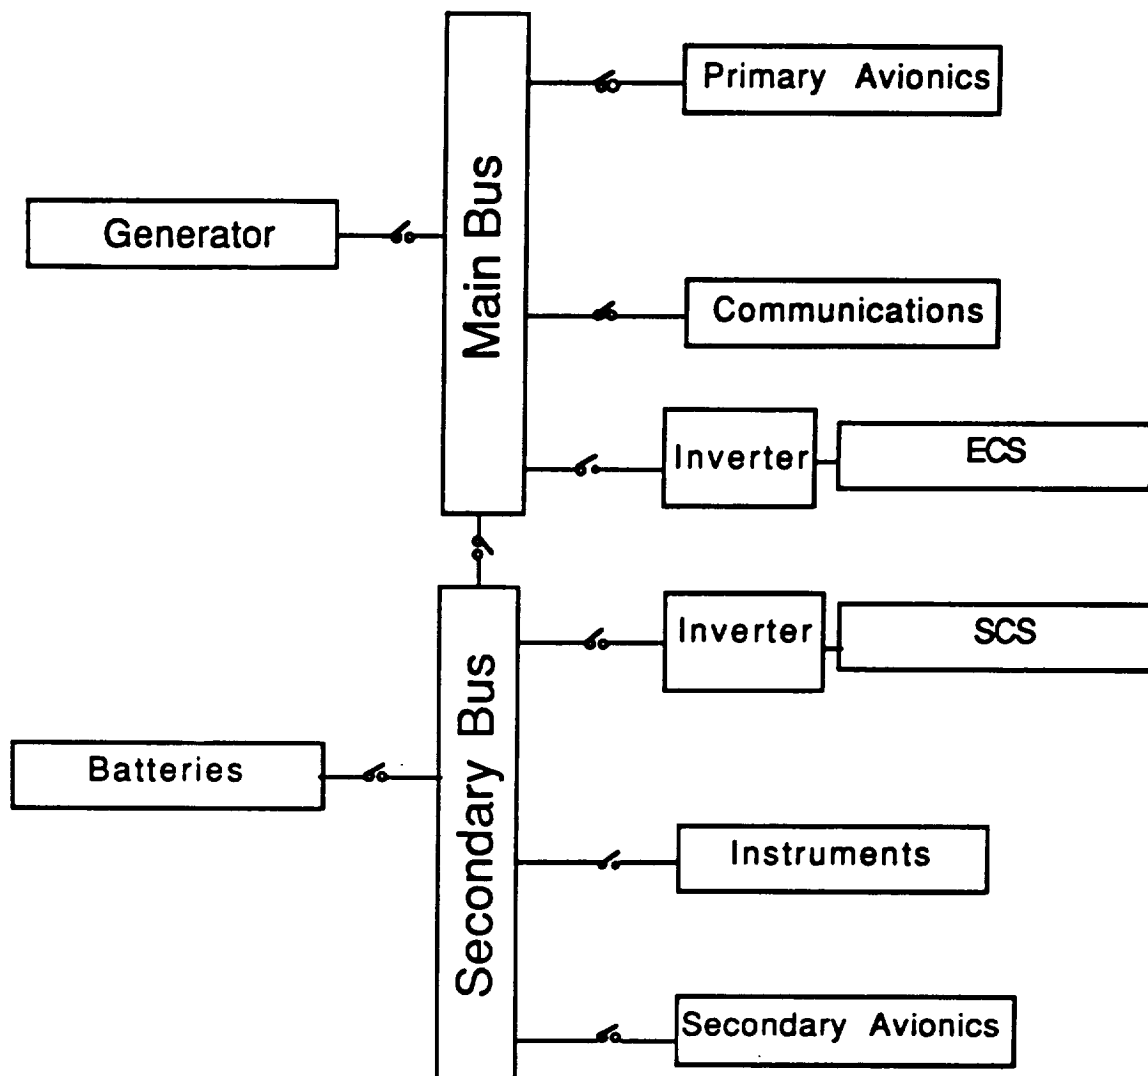 Primary Avionics
Generator
Main Bus
Communications
Inverter
ECS
Inverter
SCS
Secondary Bus
Batteries
Instruments
Secondary Avionics